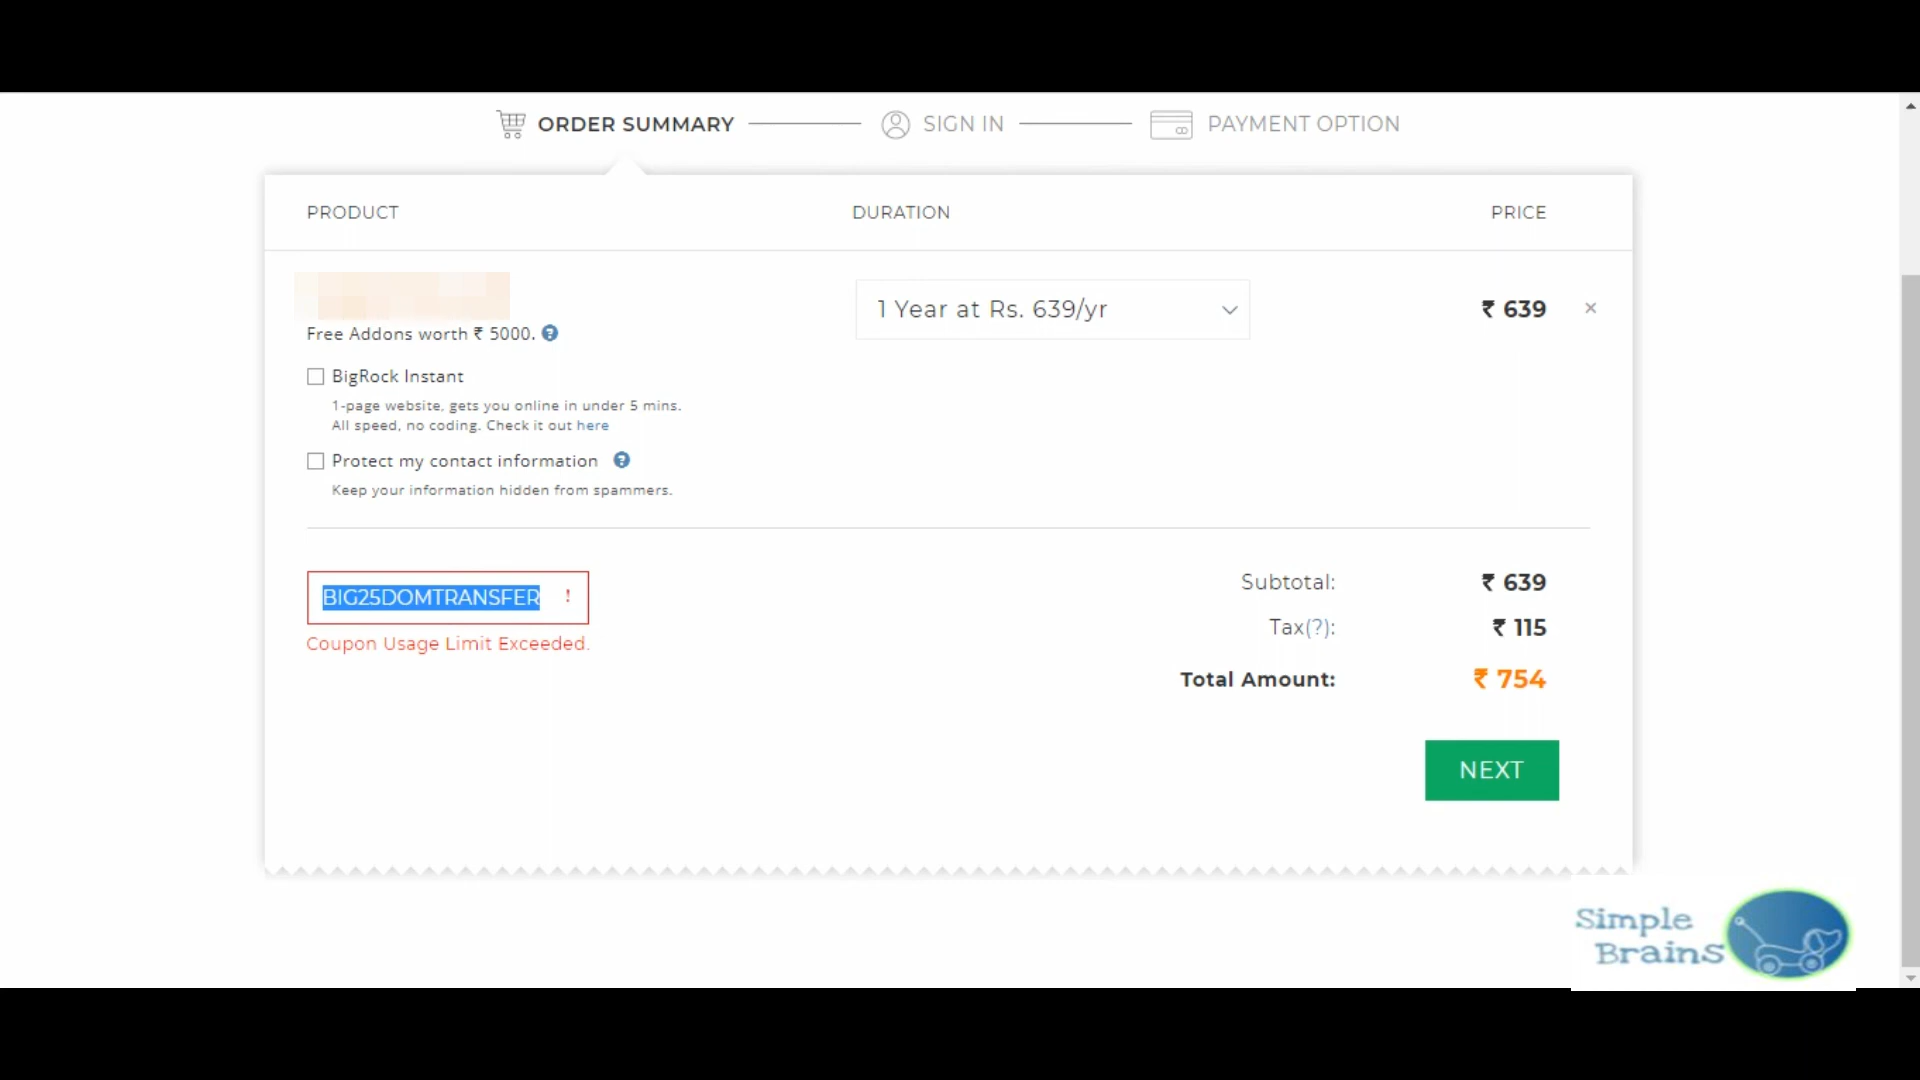 ORDER SUMMARY SIGN IN PAYMENT OPTION
PRODUCT DURATION PRICE
1 Year at Rs. 639/yr ₹ 639 ×
Free Addons worth ₹ 5000. ?
BigRock Instant
1-page website, gets you online in under 5 mins.
All speed, no coding. Check it out here
Protect my contact information ?
Keep your information hidden from spammers.
BIG25DOMTRANSFER !
Coupon Usage Limit Exceeded.
Subtotal: ₹ 639
Tax(?): ₹ 115
Total Amount: ₹ 754
NEXT
Simple
Brains